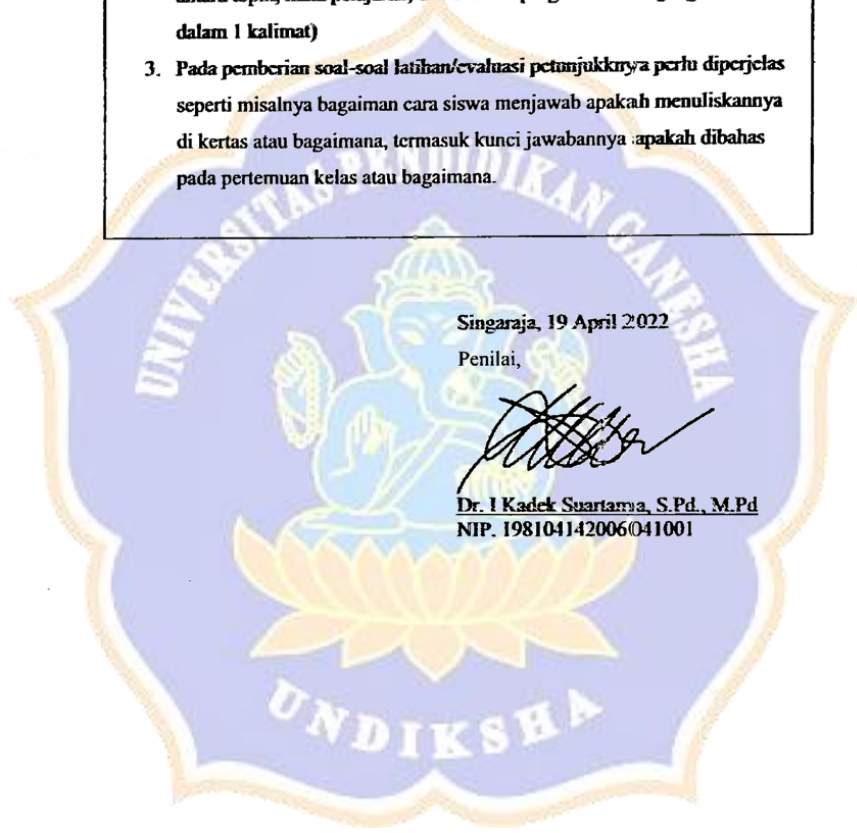 dalam 1 kalimat)
3. Pada pemberian soal-soal latihan/evaluasi petunjukknya perlu diperjelas
seperti misalnya bagaiman cara siswa menjawab apakah menuliskannya
di kertas atau bagaimana, termasuk kunci jawabannya apakah dibahas
pada pertemuan kelas atau bagaimana.
UNIVERSITAS PENDIDIKAN GANESHA
Singaraja, 19 April 2022
Penilai,
Dr. I Kadek Suartama, S.Pd., M.Pd
NIP. 198104142006041001
UNDIKSHA